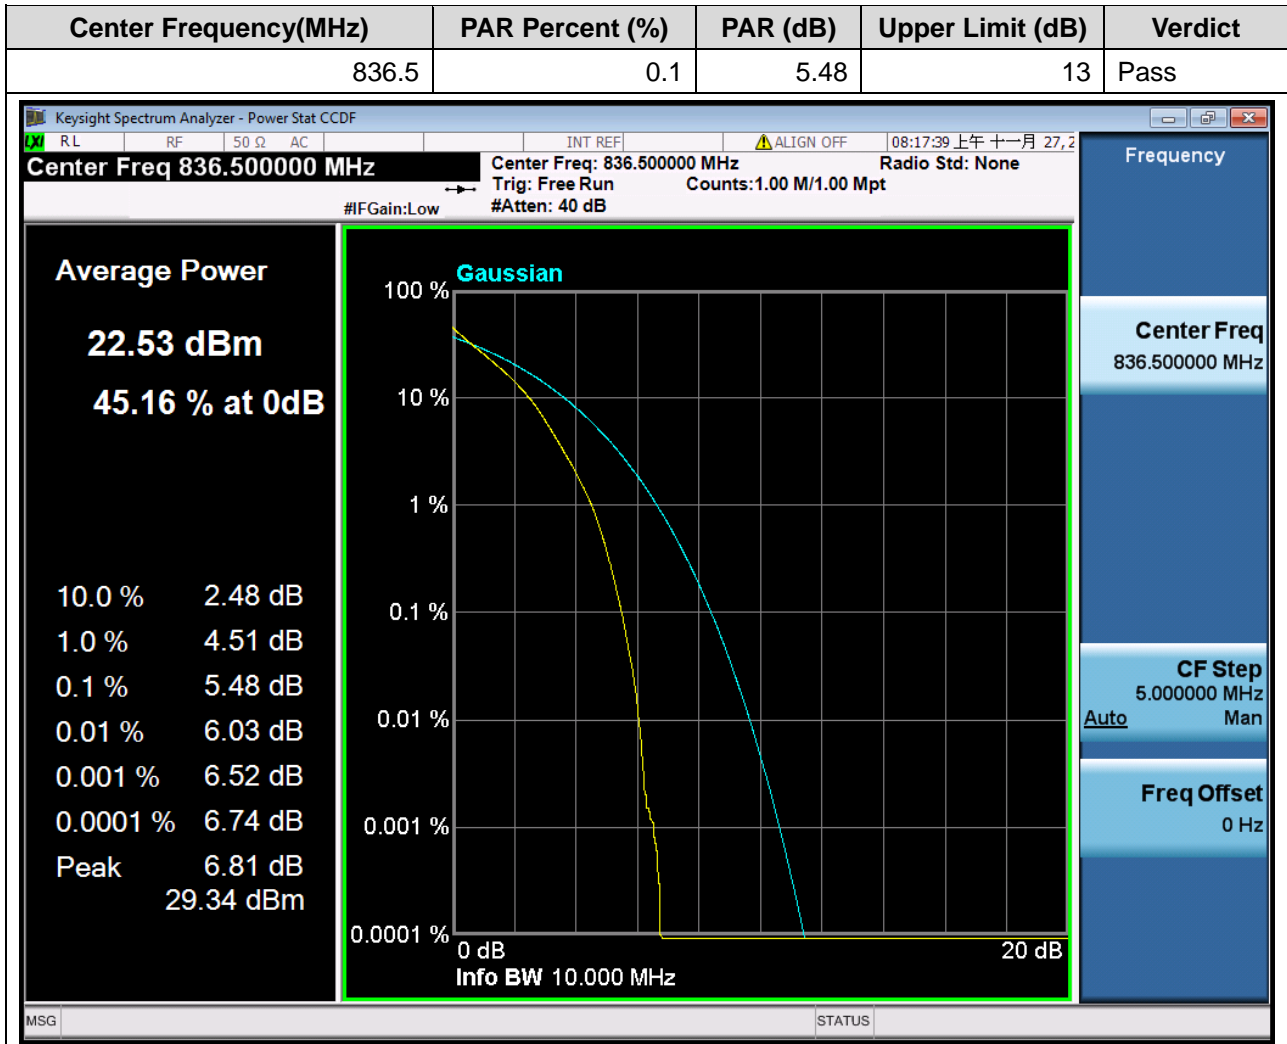 Center Frequency(MHz) PAR Percent (%) PAR (dB) Upper Limit (dB) Verdict
836.5 0.1 5.48 13 Pass
Keysight Spectrum Analyzer - Power Stat CCDF
LXI RL RF 50 Ω AC INT REF ALIGN OFF 08:17:39 上午 十一月 27, 2
Center Freq 836.500000 MHz
Center Freq: 836.500000 MHz Radio Std: None
Trig: Free Run Counts:1.00 M/1.00 Mpt
#IFGain:Low #Atten: 40 dB
Frequency
Average Power
22.53 dBm
45.16 % at 0dB
10.0 % 2.48 dB
1.0 % 4.51 dB
0.1 % 5.48 dB
0.01 % 6.03 dB
0.001 % 6.52 dB
0.0001 % 6.74 dB
Peak 6.81 dB
29.34 dBm
Gaussian
100 %
10 %
1 %
0.1 %
0.01 %
0.001 %
0.0001 %
0 dB 20 dB
Info BW 10.000 MHz
Center Freq
836.500000 MHz
CF Step
5.000000 MHz
Auto Man
Freq Offset
0 Hz
MSG STATUS